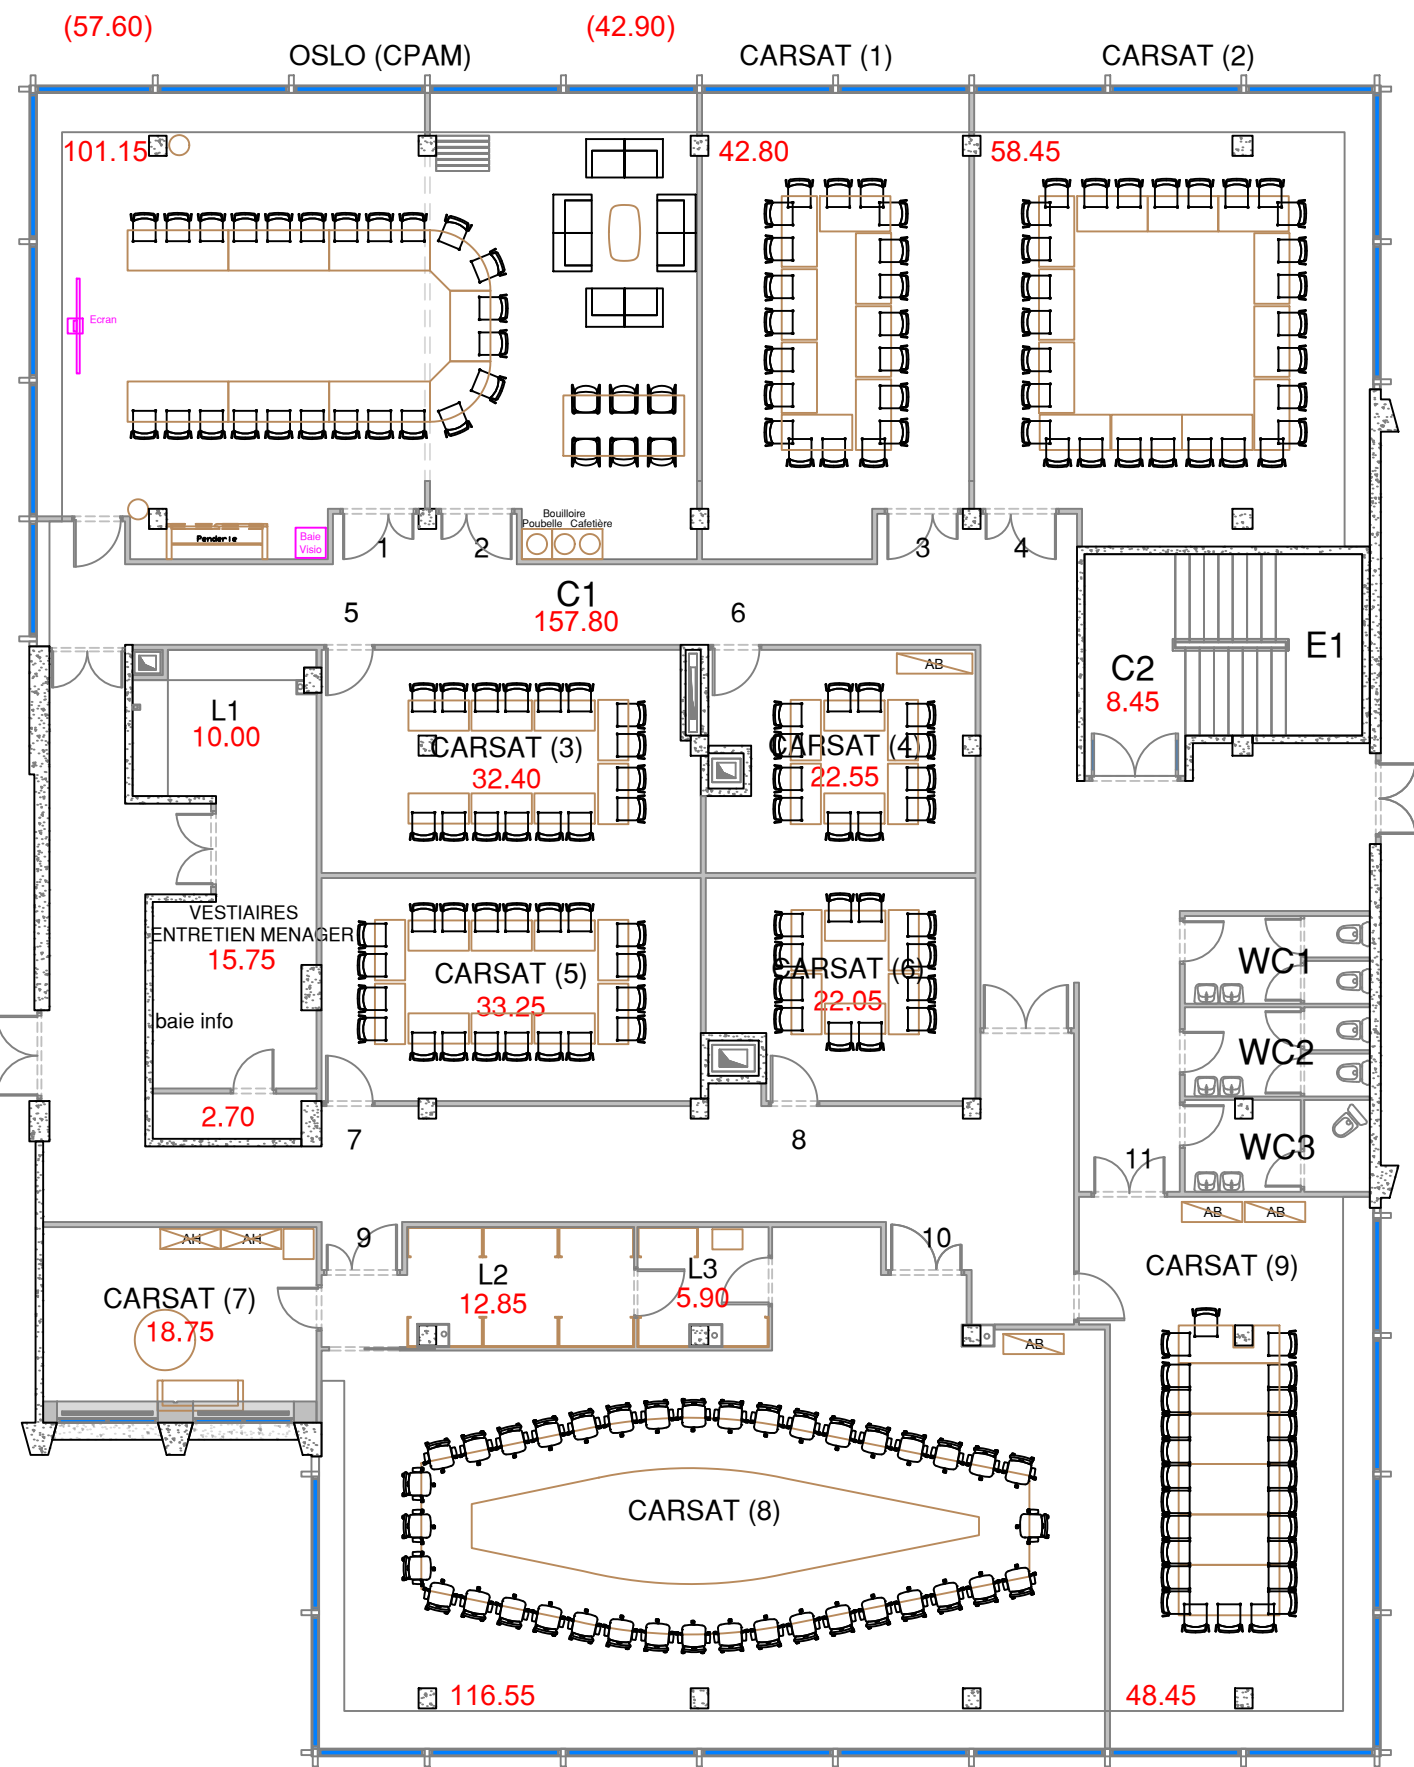 (57.60)
(42.90)
OSLO (CPAM)
CARSAT (1)
CARSAT (2)
101.15
42.80
58.45
Ecran
Bouilloire
Poubelle Cafetière
Penderie
Baie
Visio
1
2
3
4
C1
157.80
5
6
AB
E1
C2
8.45
L1
10.00
CARSAT (3)
32.40
CARSAT (4)
22.55
VESTIAIRES
ENTRETIEN MENAGER
15.75
CARSAT (5)
33.25
CARSAT (6)
22.05
WC1
baie info
WC2
2.70
7
8
WC3
11
AB
AB
AH
AH
9
10
L2
12.85
L3
5.90
CARSAT (9)
CARSAT (7)
18.75
AB
CARSAT (8)
116.55
48.45